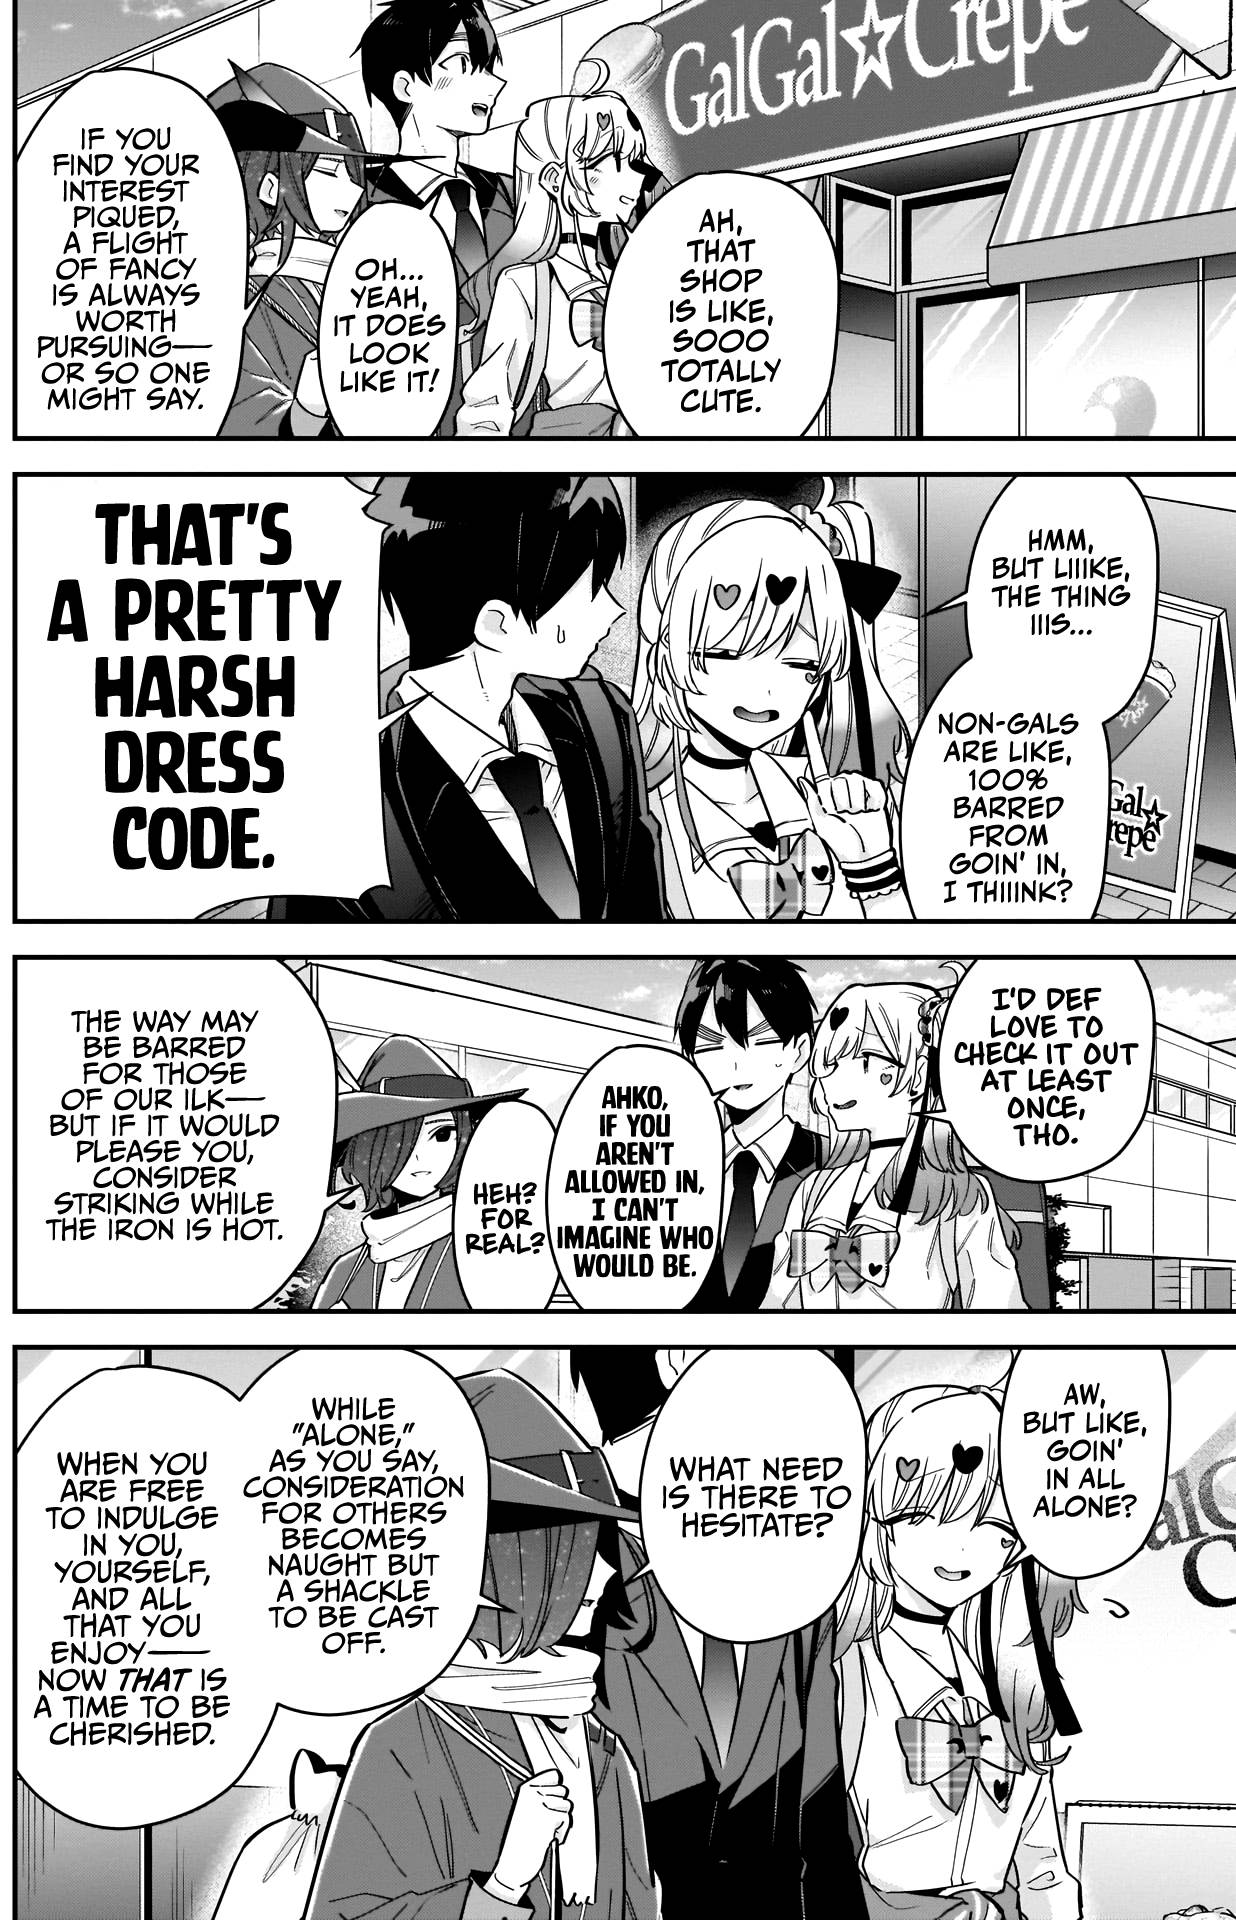 GalGal☆Crepe
AH,
THAT
SHOP
IS LIKE,
SOOO
TOTALLY
CUTE.
OH...
YEAH,
IT DOES
LOOK
LIKE IT!
IF YOU
FIND YOUR
INTEREST
PIQUED,
A FLIGHT
OF FANCY
IS ALWAYS
WORTH
PURSUING—
OR SO ONE
MIGHT SAY.
HMM,
BUT LIIIKE,
THE THING
IIIS...
NON-GALS
ARE LIKE,
100%
BARRED
FROM
GOIN' IN,
I THIIINK?
Gal☆
repe
THAT'S
A PRETTY
HARSH
DRESS
CODE.
I'D DEF
LOVE TO
CHECK IT OUT
AT LEAST
ONCE,
THO.
AHKO,
IF YOU
AREN'T
ALLOWED IN,
I CAN'T
IMAGINE WHO
WOULD BE.
HEH?
FOR
REAL?
THE WAY MAY
BE BARRED
FOR THOSE
OF OUR ILK—
BUT IF IT WOULD
PLEASE YOU,
CONSIDER
STRIKING WHILE
THE IRON IS HOT.
AW,
BUT LIKE,
GOIN'
IN ALL
ALONE?
alG
C
WHAT NEED
IS THERE TO
HESITATE?
WHILE
"ALONE,"
AS YOU SAY,
CONSIDERATION
FOR OTHERS
BECOMES
NAUGHT BUT
A SHACKLE
TO BE CAST
OFF.
WHEN YOU
ARE FREE
TO INDULGE
IN YOU,
YOURSELF,
AND ALL
THAT YOU
ENJOY—
NOW THAT IS
A TIME TO BE
CHERISHED.